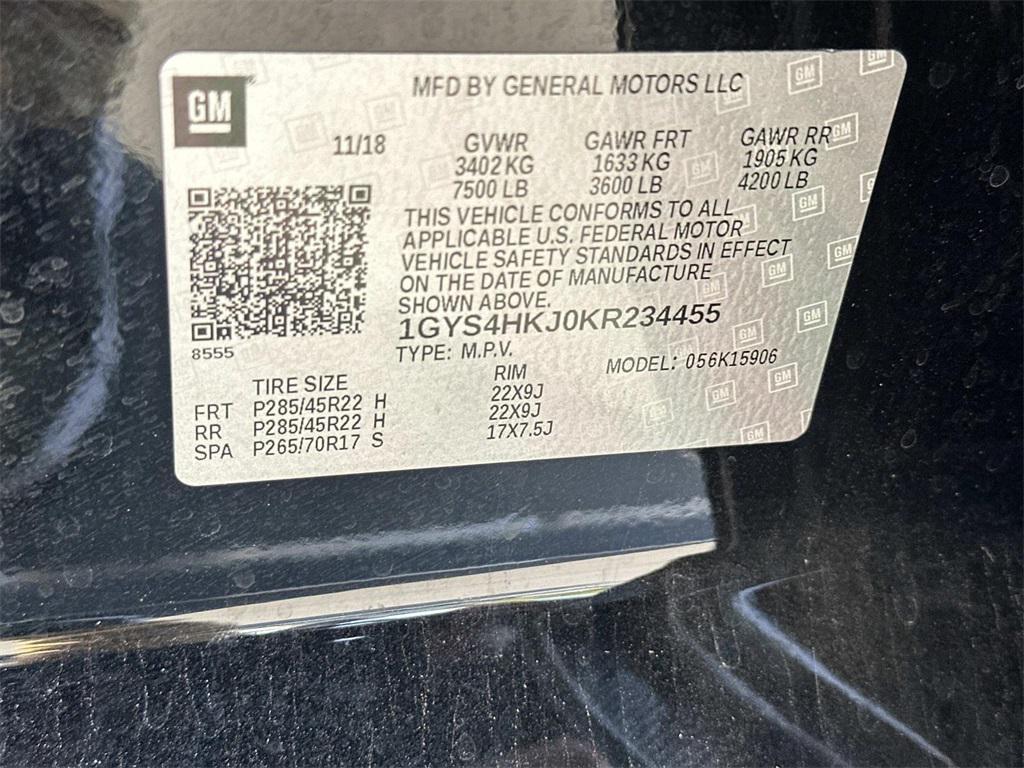 GM
MFD BY GENERAL MOTORS LLC
11/18 GVWR GAWR FRT GAWR RR
3402 KG 1633 KG 1905 KG
7500 LB 3600 LB 4200 LB
THIS VEHICLE CONFORMS TO ALL
APPLICABLE U.S. FEDERAL MOTOR
VEHICLE SAFETY STANDARDS IN EFFECT
ON THE DATE OF MANUFACTURE
SHOWN ABOVE.
1GYS4HKJ0KR234455
8555
TYPE: M.P.V. MODEL: 056K15906
TIRE SIZE RIM
FRT P285/45R22 H 22X9J
RR P285/45R22 H 22X9J
SPA P265/70R17 S 17X7.5J